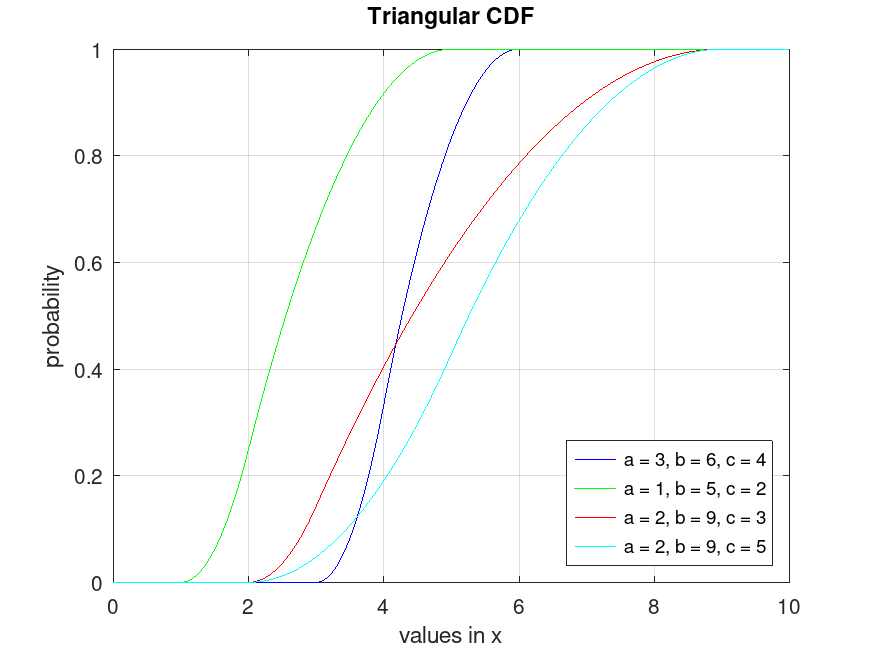 Triangular CDF
1
0.8
0.6
0.4
0.2
0
probability
a = 3, b = 6, c = 4
a = 1, b = 5, c = 2
a = 2, b = 9, c = 3
a = 2, b = 9, c = 5
0 2 4 6 8 10
values in x